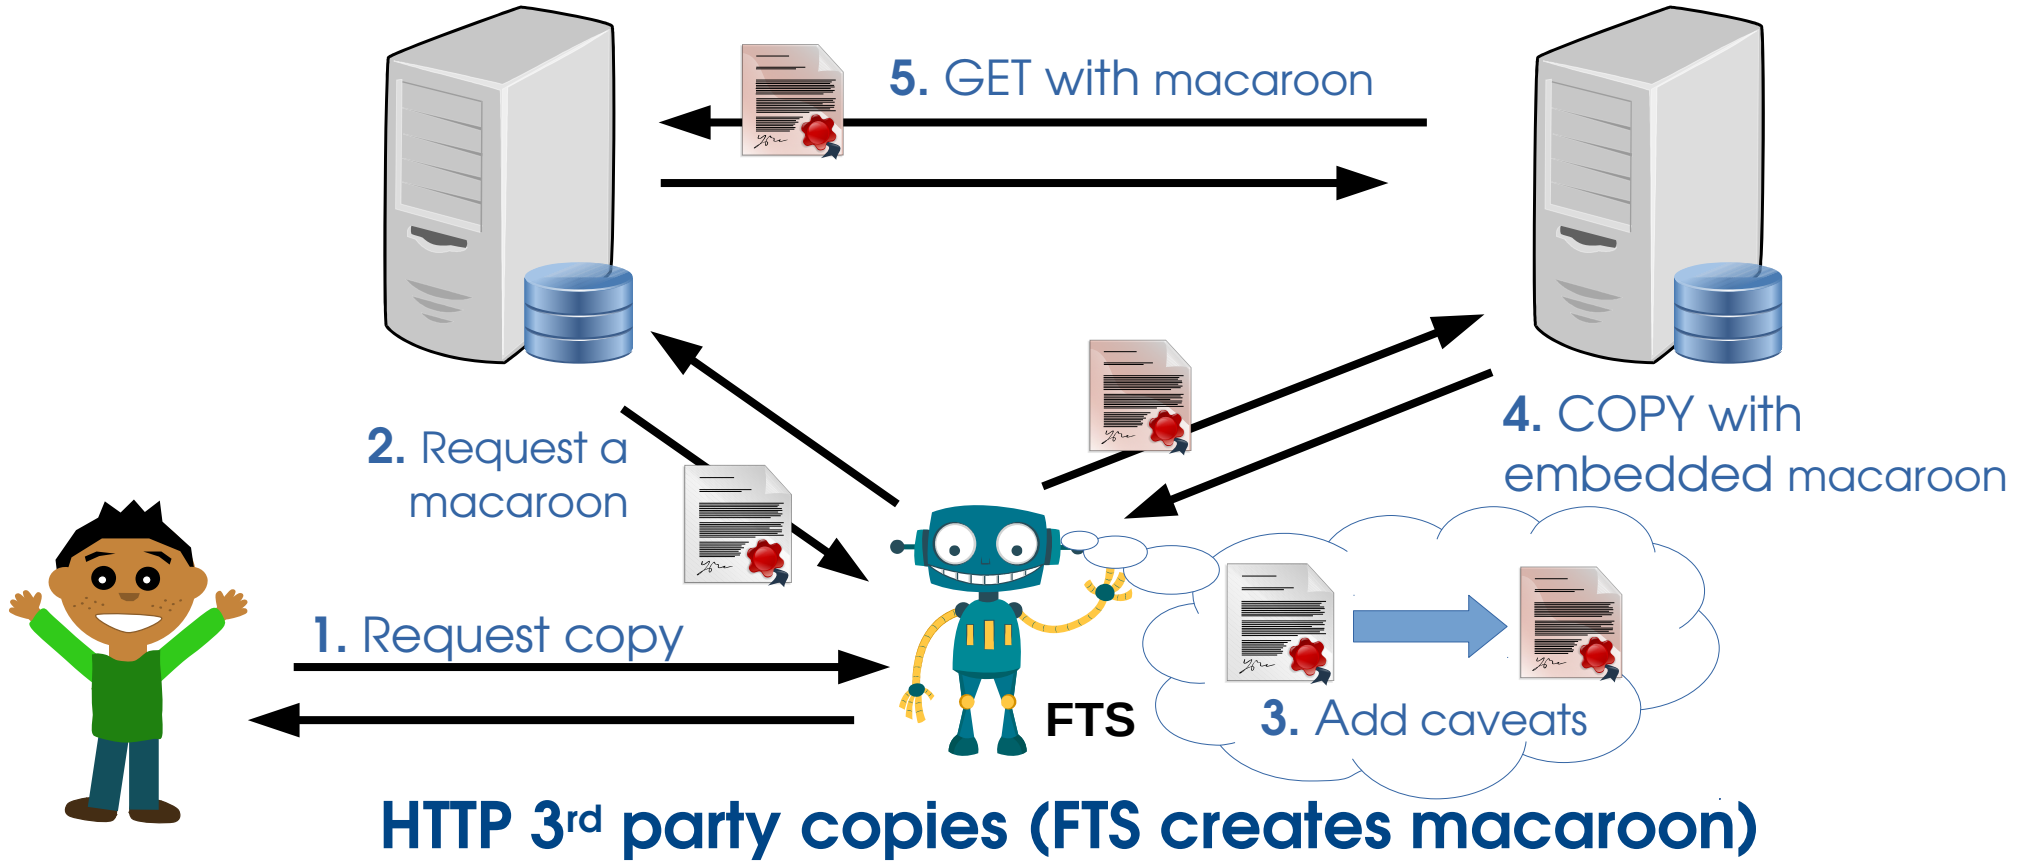 5. GET with macaroon
2. Request a
macaroon
4. COPY with
embedded macaroon
1. Request copy
FTS
3. Add caveats
HTTP 3rd party copies (FTS creates macaroon)